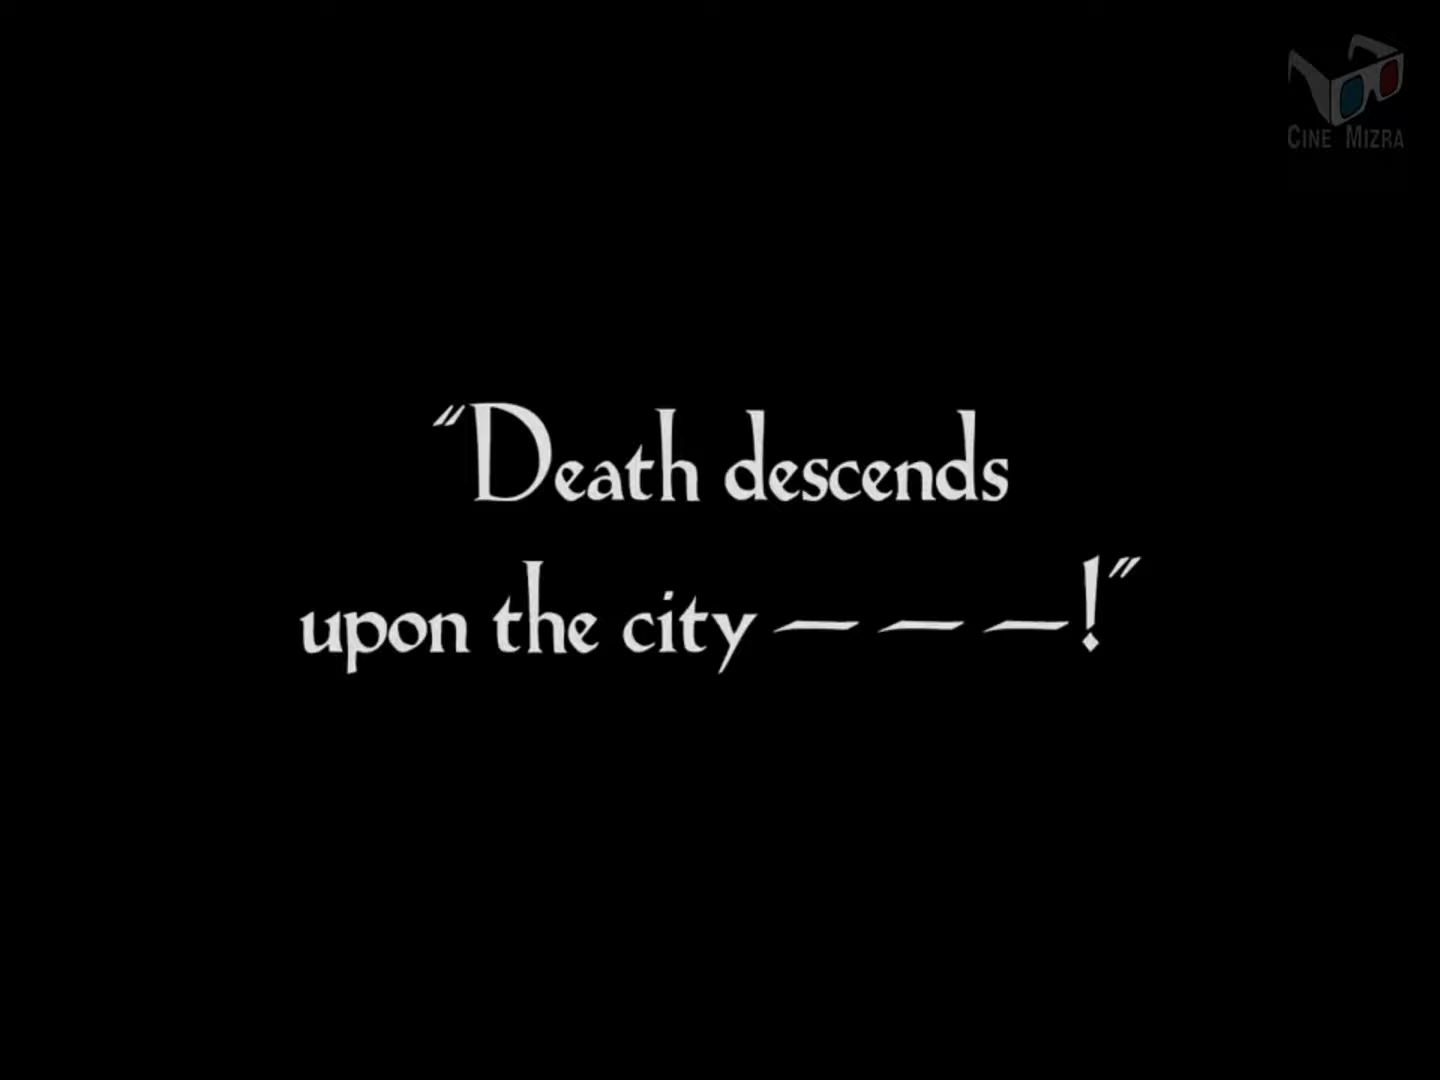 CINE MIZRA
"Death descends
upon the city — — —!"